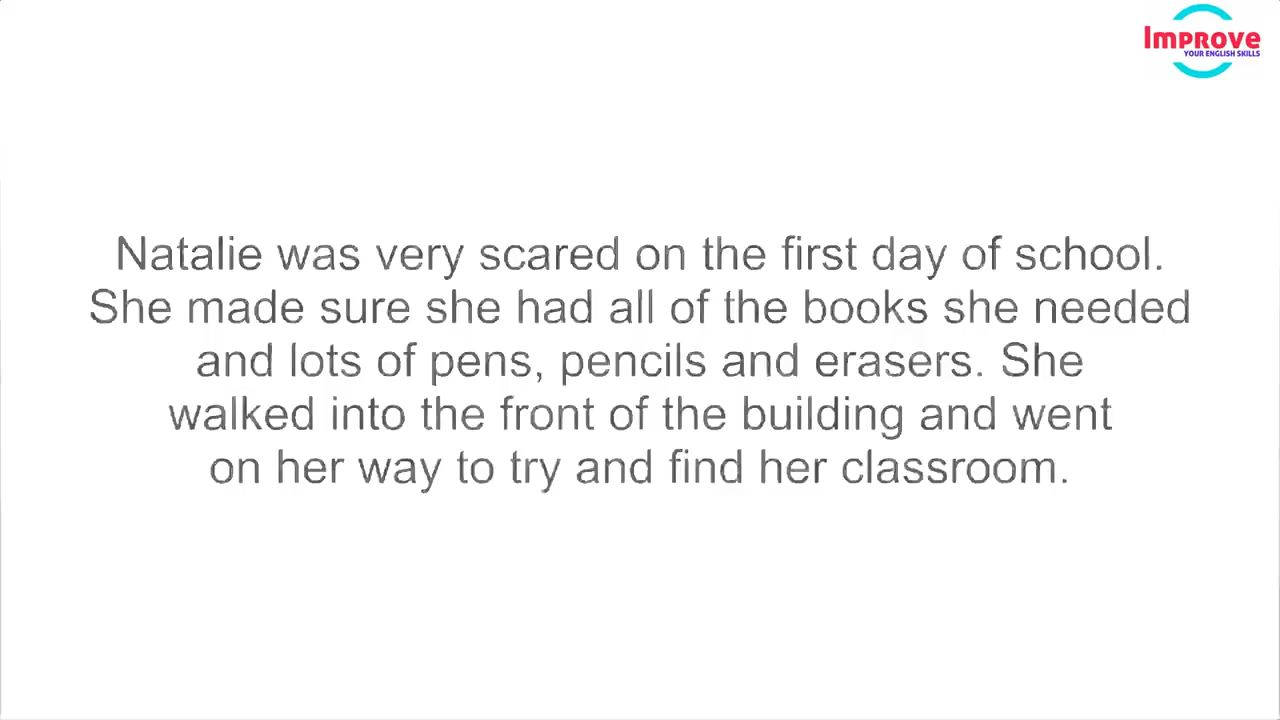 Improve
YOUR ENGLISH SKILLS
Natalie was very scared on the first day of school.
She made sure she had all of the books she needed
and lots of pens, pencils and erasers. She
walked into the front of the building and went
on her way to try and find her classroom.